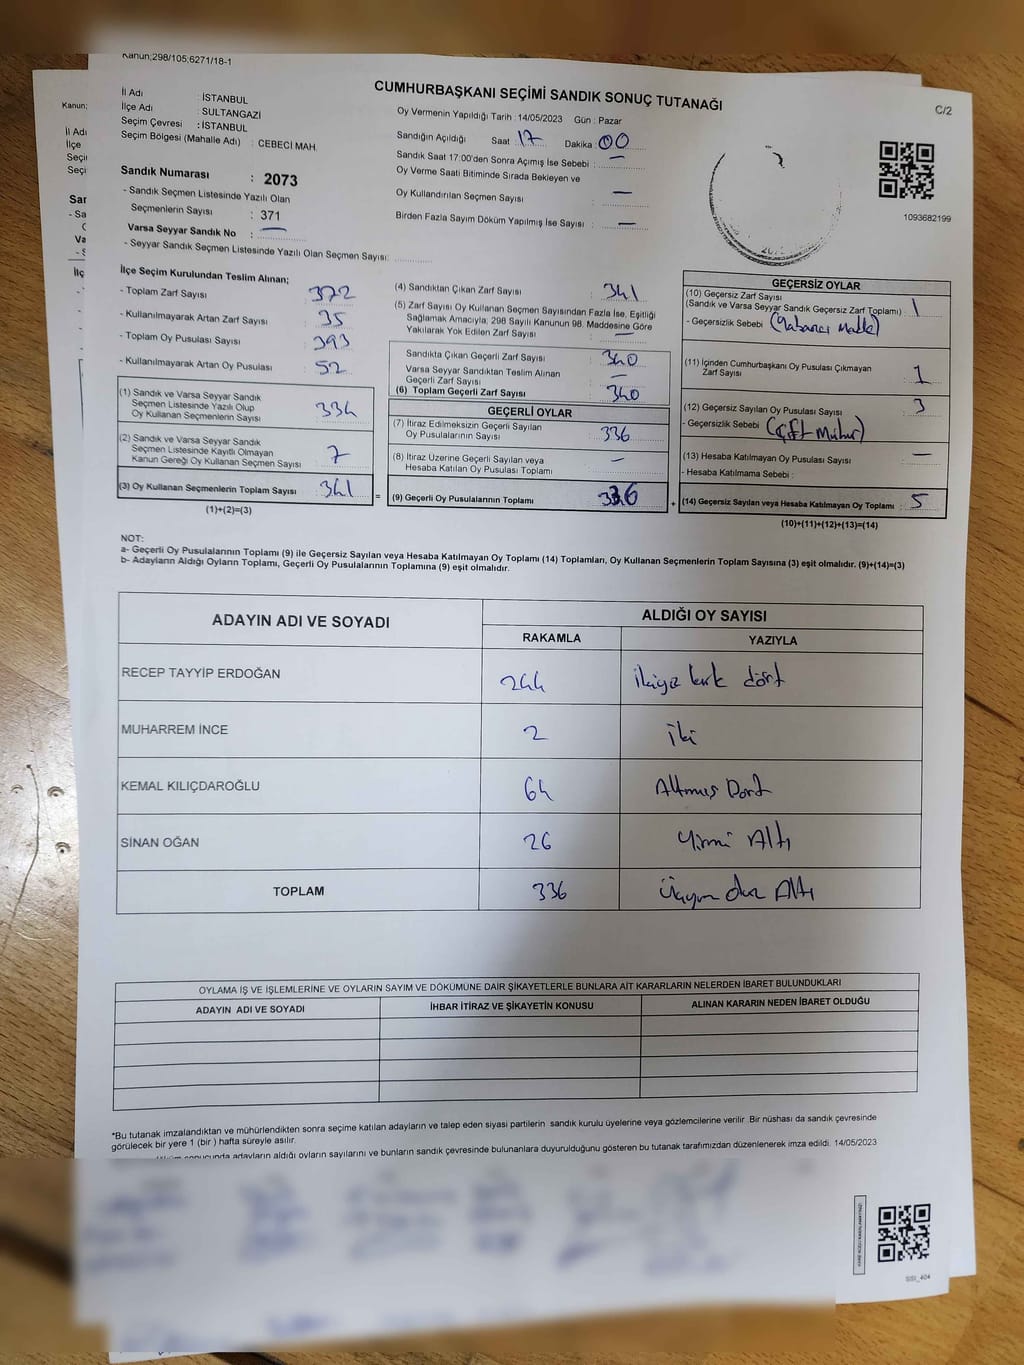 Kanun;298/105;6271/18-1
CUMHURBAŞKANI SEÇİMİ SANDIK SONUÇ TUTANAĞI
C/2
İl Adı : İSTANBUL
İlçe Adı : SULTANGAZİ
Seçim Çevresi : İSTANBUL
Seçim Bölgesi (Mahalle Adı) : CEBECİ MAH.
Sandık Numarası : 2073
- Sandık Seçmen Listesinde Yazılı Olan
Seçmenlerin Sayısı : 371
Varsa Seyyar Sandık No : —
- Seyyar Sandık Seçmen Listesinde Yazılı Olan Seçmen Sayısı:
Oy Vermenin Yapıldığı Tarih : 14/05/2023 Gün : Pazar
Sandığın Açıldığı Saat : 17 Dakika : 00
Sandık Saat 17:00'den Sonra Açımış İse Sebebi : —
Oy Verme Saati Bitiminde Sırada Bekleyen ve
Oy Kullandırılan Seçmen Sayısı : —
Birden Fazla Sayım Döküm Yapılmış İse Sayısı : —
1093682199
İlçe Seçim Kurulundan Teslim Alınan;
- Toplam Zarf Sayısı : 372
- Kullanılmayarak Artan Zarf Sayısı : 35
- Toplam Oy Pusulası Sayısı : 393
- Kullanılmayarak Artan Oy Pusulası : 52
(1) Sandık ve Varsa Seyyar Sandık
Seçmen Listesinde Yazılı Olup
Oy Kullanan Seçmenlerin Sayısı : 334
(2) Sandık ve Varsa Seyyar Sandık
Seçmen Listesinde Kayıtlı Olmayan
Kanun Gereği Oy Kullanan Seçmen Sayısı : 7
(3) Oy Kullanan Seçmenlerin Toplam Sayısı : 341
(1)+(2)=(3)
=
(4) Sandıktan Çıkan Zarf Sayısı : 341
(5) Zarf Sayısı Oy Kullanan Seçmen Sayısından Fazla İse, Eşitliği
Sağlamak Amacıyla; 298 Sayılı Kanunun 98. Maddesine Göre
Yakılarak Yok Edilen Zarf Sayısı : —
Sandıkta Çıkan Geçerli Zarf Sayısı : 340
Varsa Seyyar Sandıktan Teslim Alınan
Geçerli Zarf Sayısı : —
(6) Toplam Geçerli Zarf Sayısı : 340
GEÇERLİ OYLAR
(7) İtiraz Edilmeksizin Geçerli Sayılan
Oy Pusulalarının Sayısı : 336
(8) İtiraz Üzerine Geçerli Sayılan veya
Hesaba Katılan Oy Pusulası Toplamı : —
(9) Geçerli Oy Pusulalarının Toplamı : 336
+
GEÇERSİZ OYLAR
(10) Geçersiz Zarf Sayısı
(Sandık ve Varsa Seyyar Sandık Geçersiz Zarf Toplamı) : 1
- Geçersizlik Sebebi : (Yabancı Madde)
(11) İçinden Cumhurbaşkanı Oy Pusulası Çıkmayan
Zarf Sayısı : 1
(12) Geçersiz Sayılan Oy Pusulası Sayısı : 3
- Geçersizlik Sebebi : (Çift Mühür)
(13) Hesaba Katılmayan Oy Pusulası Sayısı : —
- Hesaba Katılmama Sebebi :
(14) Geçersiz Sayılan veya Hesaba Katılmayan Oy Toplamı : 5
(10)+(11)+(12)+(13)=(14)
NOT:
a- Geçerli Oy Pusulalarının Toplamı (9) ile Geçersiz Sayılan veya Hesaba Katılmayan Oy Toplamı (14) Toplamları, Oy Kullanan Seçmenlerin Toplam Sayısına (3) eşit olmalıdır. (9)+(14)=(3)
b- Adayların Aldığı Oyların Toplamı, Geçerli Oy Pusulalarının Toplamına (9) eşit olmalıdır.
ADAYIN ADI VE SOYADI
ALDIĞI OY SAYISI
RAKAMLA YAZIYLA
RECEP TAYYİP ERDOĞAN 244 ikiyüz kırk dört
MUHARREM İNCE 2 iki
KEMAL KILIÇDAROĞLU 64 Altmış Dört
SİNAN OĞAN 26 yirmi Altı
TOPLAM 336 Üçyüz otuz Altı
OYLAMA İŞ VE İŞLEMLERİNE VE OYLARIN SAYIM VE DÖKÜMÜNE DAİR ŞİKAYETLERLE BUNLARA AİT KARARLARIN NELERDEN İBARET BULUNDUKLARI
ADAYIN ADI VE SOYADI İHBAR İTİRAZ VE ŞİKAYETİN KONUSU ALINAN KARARIN NEDEN İBARET OLDUĞU
*Bu tutanak imzalandıktan ve mühürlendikten sonra seçime katılan adayların ve talep eden siyasi partilerin sandık kurulu üyelerine veya gözlemcilerine verilir. Bir nüshası da sandık çevresinde
görülecek bir yere 1 (bir ) hafta süreyle asılır.
sonucunda adayların aldığı oyların sayılarını ve bunların sandık çevresinde bulunanlara duyurulduğunu gösteren bu tutanak tarafımızdan düzenlenerek imza edildi. 14/05/2023
SSI_404